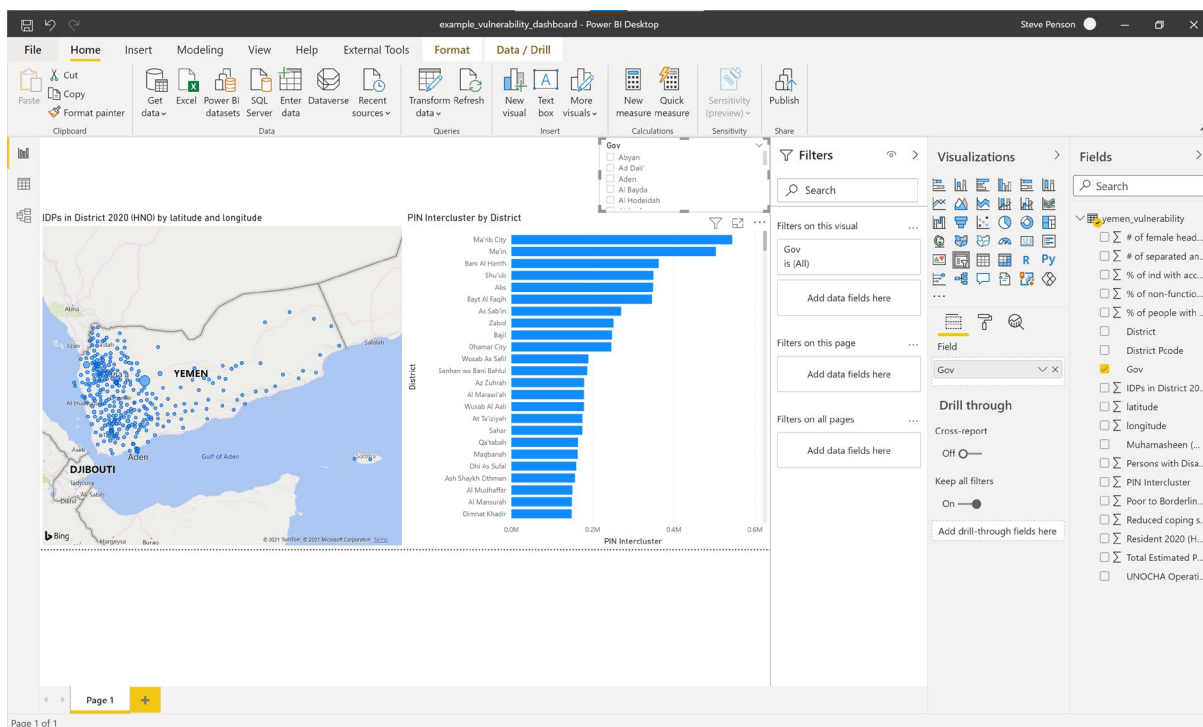 example_vulnerability_dashboard - Power BI Desktop
Steve Penson
File Home Insert Modeling View Help External Tools Format Data / Drill
Paste
Cut
Copy
Format painter
Clipboard
Get data
Excel
Power BI datasets
SQL Server
Enter data
Dataverse
Recent sources
Data
Transform data
Refresh
Queries
New visual
Text box
More visuals
Insert
New measure
Quick measure
Calculations
Sensitivity (preview)
Sensitivity
Publish
Share
Gov
Abyan
Ad Dali'
Aden
Al Bayda
Al Hodeidah
IDPs in District 2020 (HNO) by latitude and longitude
Abha
Salalah
YEMEN
Aden
Gulf of Aden
Socotra
Aseb
DJIBOUTI
Tadjoura
Dikhil
Hargeysa
Burao
Bing
© 2021 TomTom, © 2021 Microsoft Corporation Terms
PIN Intercluster by District
District
Ma'rib City
Ma'in
Bani Al Harith
Shu'ub
Abs
Bayt Al Faqih
As Sab'in
Zabid
Bajil
Dhamar City
Wusab As Safil
Sanhan wa Bani Bahlul
Az Zuhrah
Al Marawi'ah
Wusab Al Aali
At Ta'iziyah
Sahar
Qa'tabah
Maqbanah
Dhi As Sufal
Ash Shaykh Othman
Al Mudhaffar
Al Mansurah
Dimnat Khadir
0.0M 0.2M 0.4M 0.6M
PIN Intercluster
Filters
Search
Filters on this visual
Gov
is (All)
Add data fields here
Filters on this page
Add data fields here
Filters on all pages
Add data fields here
Visualizations
R Py
Field
Gov
Drill through
Cross-report
Off
Keep all filters
On
Add drill-through fields here
Fields
Search
yemen_vulnerability
# of female head...
# of separated an...
% of ind with acc...
% of non-functio...
% of people with ...
District
District Pcode
Gov
IDPs in District 20...
latitude
longitude
Muhamasheen (...
Persons with Disa...
PIN Intercluster
Poor to Borderlin...
Reduced coping s...
Resident 2020 (H...
Total Estimated P...
UNOCHA Operati...
Page 1
Page 1 of 1